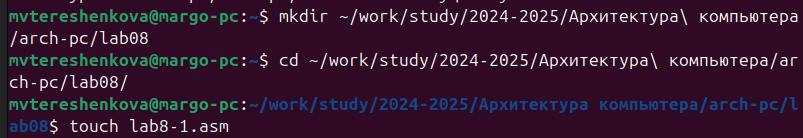 mvtereshenkova@margo-pc:~$ mkdir ~/work/study/2024-2025/Архитектура\ компьютера
/arch-pc/lab08
mvtereshenkova@margo-pc:~$ cd ~/work/study/2024-2025/Архитектура\ компьютера/ar
ch-pc/lab08/
mvtereshenkova@margo-pc:~/work/study/2024-2025/Архитектура компьютера/arch-pc/l
ab08$ touch lab8-1.asm